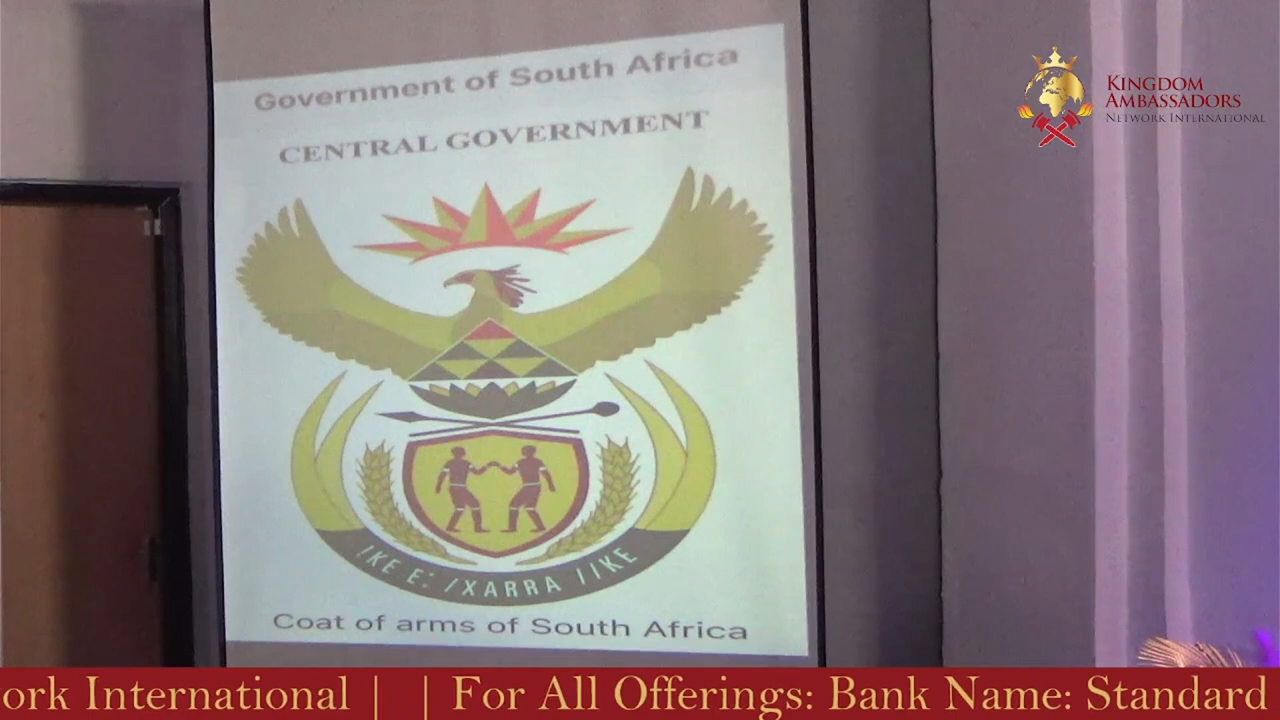 Government of South Africa
CENTRAL GOVERNMENT
!KE E: /XARRA //KE
Coat of arms of South Africa
KINGDOM
AMBASSADORS
NETWORK INTERNATIONAL
ork International | | For All Offerings: Bank Name: Standard